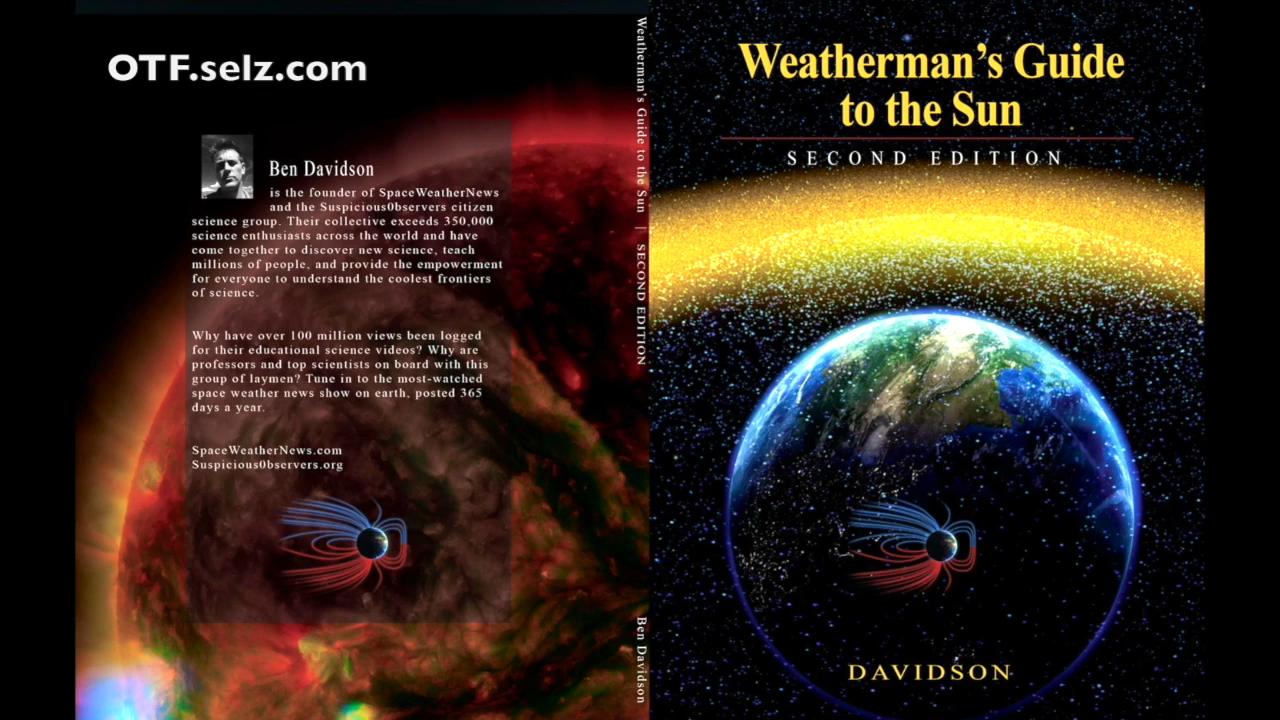 OTF.selz.com
Ben Davidson
is the founder of SpaceWeatherNews
and the Suspicious0bservers citizen
science group. Their collective exceeds 350,000
science enthusiasts across the world and have
come together to discover new science, teach
millions of people, and provide the empowerment
for everyone to understand the coolest frontiers
of science.
Why have over 100 million views been logged
for their educational science videos? Why are
professors and top scientists on board with this
group of laymen? Tune in to the most-watched
space weather news show on earth, posted 365
days a year.
SpaceWeatherNews.com
Suspicious0bservers.org
Weatherman's Guide to the Sun | SECOND EDITION
Ben Davidson
Weatherman's Guide
to the Sun
SECOND EDITION
DAVIDSON